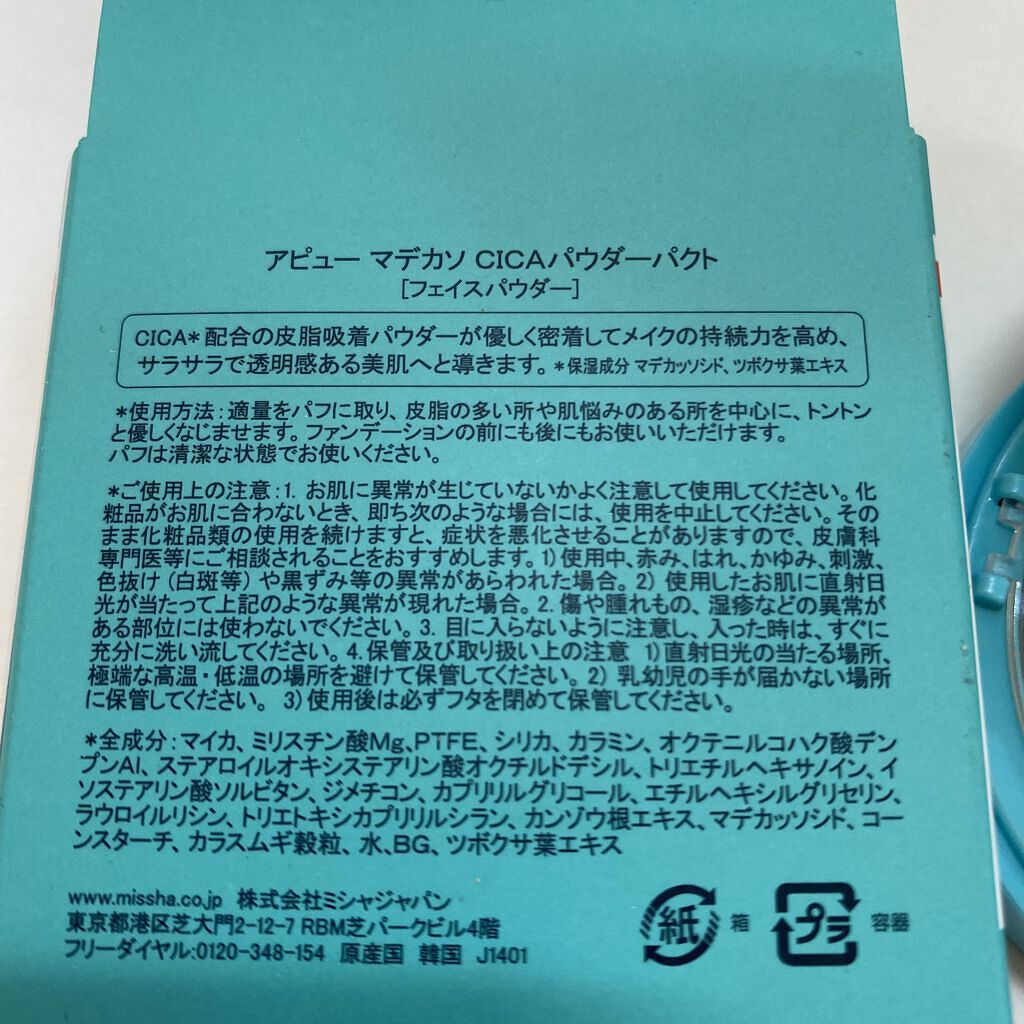 アピュー マデカソ CICAパウダーパクト
[フェイスパウダー]
CICA*配合の皮脂吸着パウダーが優しく密着してメイクの持続力を高め、
サラサラで透明感ある美肌へと導きます。*保湿成分 マデカッソシド、ツボクサ葉エキス
*使用方法:適量をパフに取り、皮脂の多い所や肌悩みのある所を中心に、トントン
と優しくなじませます。ファンデーションの前にも後にもお使いいただけます。
パフは清潔な状態でお使いください。
*ご使用上の注意:1. お肌に異常が生じていないかよく注意して使用してください。化
粧品がお肌に合わないとき、即ち次のような場合には、使用を中止してください。その
まま化粧品類の使用を続けますと、症状を悪化させることがありますので、皮膚科
専門医等にご相談されることをおすすめします。1)使用中、赤み、はれ、かゆみ、刺激、
色抜け(白斑等)や黒ずみ等の異常があらわれた場合。2)使用したお肌に直射日
光が当たって上記のような異常が現れた場合。2. 傷や腫れもの、湿疹などの異常が
ある部位には使わないでください。3. 目に入らないように注意し、入った時は、すぐに
充分に洗い流してください。4.保管及び取り扱い上の注意 1)直射日光の当たる場所、
極端な高温・低温の場所を避けて保管してください。2)乳幼児の手が届かない場所
に保管してください。3)使用後は必ずフタを閉めて保管してください。
*全成分:マイカ、ミリスチン酸Mg、PTFE、シリカ、カラミン、オクテニルコハク酸デン
プンAl、ステアロイルオキシステアリン酸オクチルドデシル、トリエチルヘキサノイン、イ
ソステアリン酸ソルビタン、ジメチコン、カプリリルグリコール、エチルヘキシルグリセリン、
ラウロイルリシン、トリエトキシカプリリルシラン、カンゾウ根エキス、マデカッソシド、コー
ンスターチ、カラスムギ穀粒、水、BG、ツボクサ葉エキス
www.missha.co.jp 株式会社ミシャジャパン
東京都港区芝大門2-12-7 RBM芝パークビル4階
フリーダイヤル:0120-348-154 原産国 韓国 J1401
紙 箱 プラ 容器